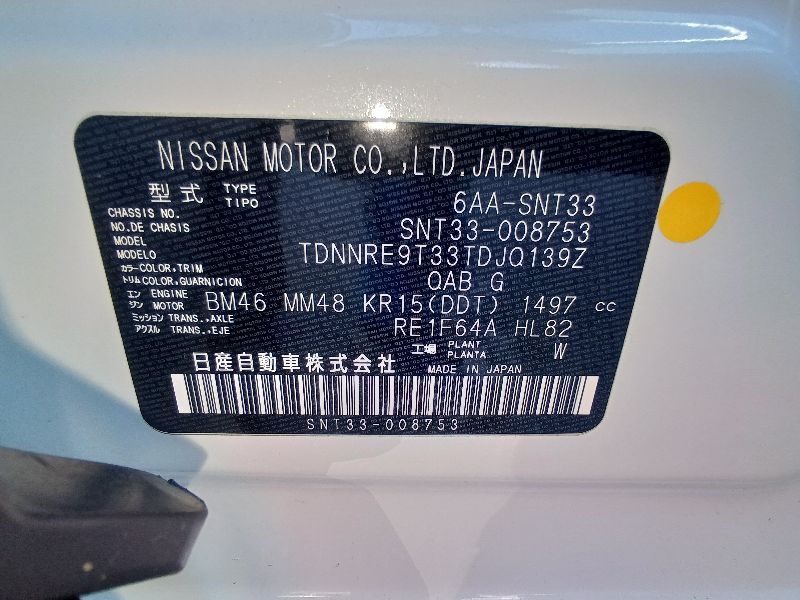 NISSAN MOTOR CO.,LTD.JAPAN
型式 TYPE TIPO 6AA-SNT33
CHASSIS NO. NO.DE CHASIS SNT33-008753
MODEL MODELO TDNNRE9T33TDJQ139Z
カラー COLOR,TRIM トリム COLOR,GUARNICION QAB G
エンジン ENGINE MOTOR BM46 MM48 KR15(DDT) 1497 cc
ミッション TRANS.,AXLE アクスル TRANS.,EJE RE1F64A HL82
工場 PLANT PLANTA W
日産自動車株式会社 MADE IN JAPAN
SNT33-008753